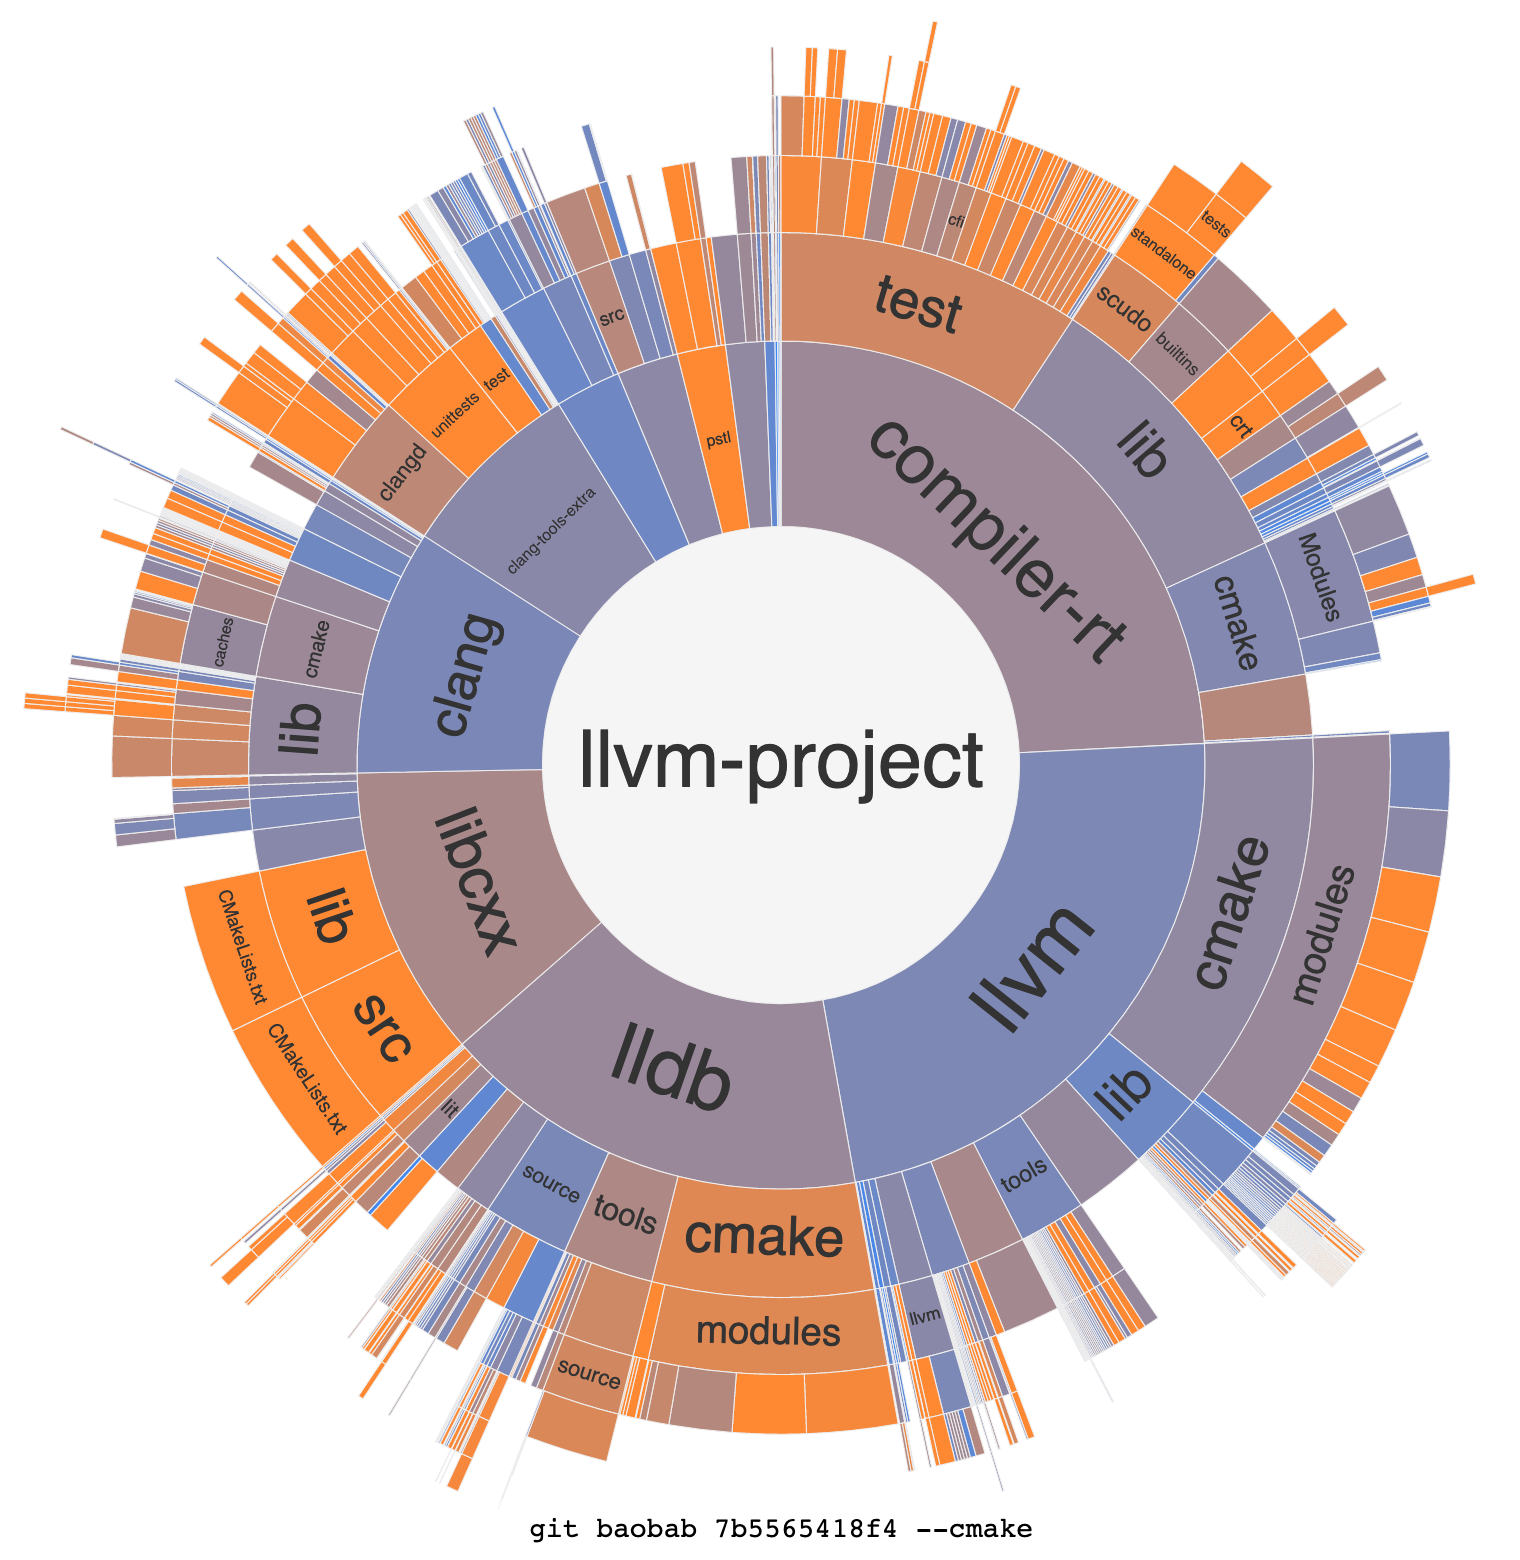 llvm-project
compiler-rt
test
cfi
lib
scudo
standalone
tests
builtins
crt
cmake
Modules
llvm
cmake
modules
lib
tools
llvm
lldb
cmake
modules
tools
source
source
lit
libcxx
src
CMakeLists.txt
lib
CMakeLists.txt
clang
lib
cmake
caches
clang-tools-extra
clangd
unittests
test
src
pstl
git baobab 7b5565418f4 --cmake